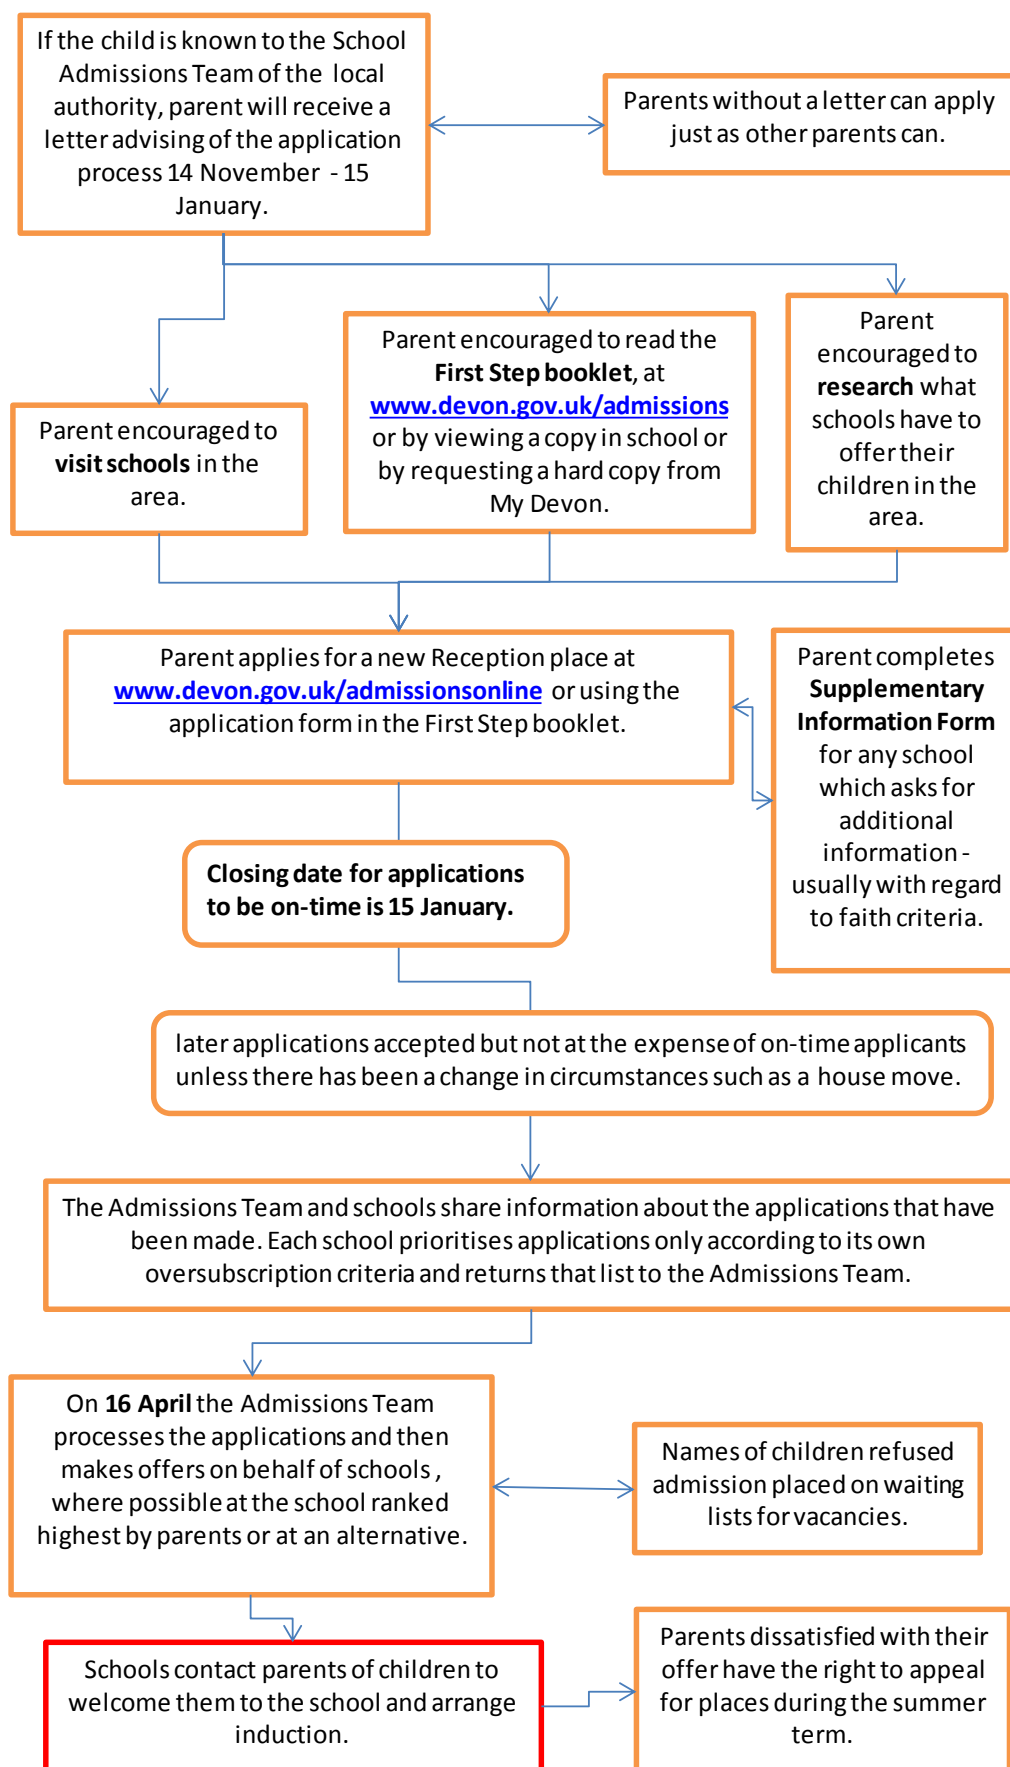 If the child is known to the School
Admissions Team of the local
authority, parent will receive a
letter advising of the application
process 14 November - 15
January.
Parents without a letter can apply
just as other parents can.
Parent encouraged to
visit schools in the
area.
Parent encouraged to read the
First Step booklet, at
www.devon.gov.uk/admissions
or by viewing a copy in school or
by requesting a hard copy from
My Devon.
Parent
encouraged to
research what
schools have to
offer their
children in the
area.
Parent applies for a new Reception place at
www.devon.gov.uk/admissionsonline or using the
application form in the First Step booklet.
Parent completes
Supplementary
Information Form
for any school
which asks for
additional
information -
usually with regard
to faith criteria.
Closing date for applications
to be on-time is 15 January.
later applications accepted but not at the expense of on-time applicants
unless there has been a change in circumstances such as a house move.
The Admissions Team and schools share information about the applications that have
been made. Each school prioritises applications only according to its own
oversubscription criteria and returns that list to the Admissions Team.
On 16 April the Admissions Team
processes the applications and then
makes offers on behalf of schools ,
where possible at the school ranked
highest by parents or at an alternative.
Names of children refused
admission placed on waiting
lists for vacancies.
Schools contact parents of children to
welcome them to the school and arrange
induction.
Parents dissatisfied with their
offer have the right to appeal
for places during the summer
term.